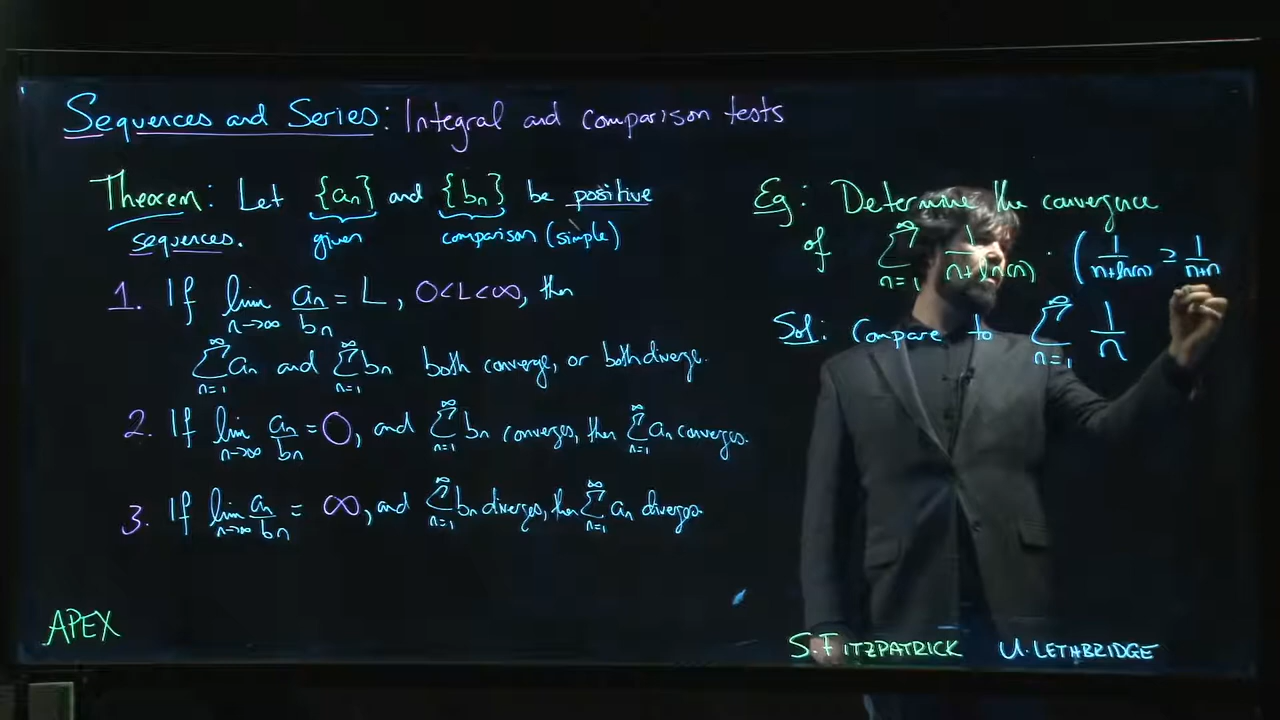 Sequences and Series: Integral and comparison tests
Theorem: Let {aₙ} and {bₙ} be positive
sequences. given comparison (simple)
1. If lim_{n→∞} aₙ/bₙ = L, 0<L<∞, then
∑_{n=1}^{∞} aₙ and ∑_{n=1}^{∞} bₙ both converge, or both diverge.
2. If lim_{n→∞} aₙ/bₙ = 0, and ∑_{n=1}^{∞} bₙ converges, then ∑_{n=1}^{∞} aₙ converges.
3. If lim_{n→∞} aₙ/bₙ = ∞, and ∑_{n=1}^{∞} bₙ diverges, then ∑_{n=1}^{∞} aₙ diverges.
Eg: Determine the convergence
of ∑_{n=1}^{∞} 1/(n+ln(n)). (1/(n+ln(n)) ≥ 1/(n+n)
Sol: Compare to ∑_{n=1}^{∞} 1/n
APEX
S. FITZPATRICK U. LETHBRIDGE